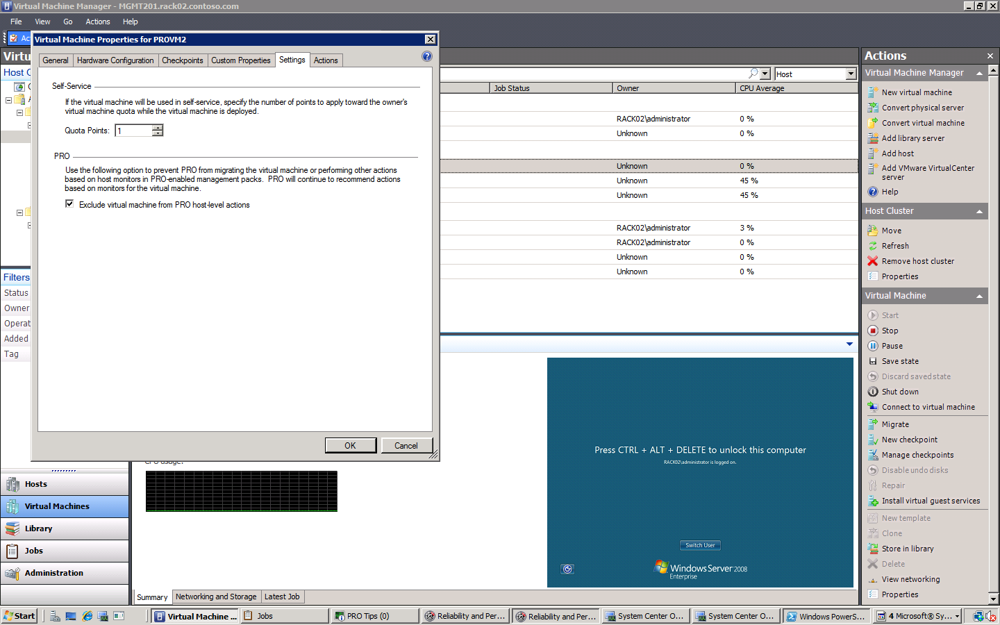 Virtual Machine Manager - MGMT201.rack02.contoso.com
File View Go Actions Help
Virtual Machine Properties for PROVM2
General Hardware Configuration Checkpoints Custom Properties Settings Actions
Self-Service
If the virtual machine will be used in self-service, specify the number of points to apply toward the owner's
virtual machine quota while the virtual machine is deployed.
Quota Points: 1
PRO
Use the following option to prevent PRO from migrating the virtual machine or performing other actions
based on host monitors in PRO-enabled management packs. PRO will continue to recommend actions
based on monitors for the virtual machine.
Exclude virtual machine from PRO host-level actions
OK Cancel
Host
Job Status Owner CPU Average
RACK02\administrator 0 %
Unknown 0 %
Unknown 0 %
Unknown 45 %
Unknown 45 %
RACK02\administrator 3 %
RACK02\administrator 0 %
Unknown 0 %
Unknown 0 %
Filters
Status
Owner
Operat
Added
Tag
Hosts
Virtual Machines
Library
Jobs
Administration
Press CTRL + ALT + DELETE to unlock this computer
RACK02\administrator is logged on.
Switch User
Windows Server 2008
Enterprise
Summary Networking and Storage Latest Job
Actions
Virtual Machine Manager
New virtual machine
Convert physical server
Convert virtual machine
Add library server
Add host
Add VMware VirtualCenter
server
Help
Host Cluster
Move
Refresh
Remove host cluster
Properties
Virtual Machine
Start
Stop
Pause
Save state
Discard saved state
Shut down
Connect to virtual machine
Migrate
New checkpoint
Manage checkpoints
Disable undo disks
Repair
Install virtual guest services
New template
Clone
Store in library
Delete
View networking
Properties
Start Virtual Machine ... Jobs PRO Tips (0) Reliability and Per... Reliability and Per... System Center O... System Center O... Windows PowerS... 4 Microsoft® Sy...